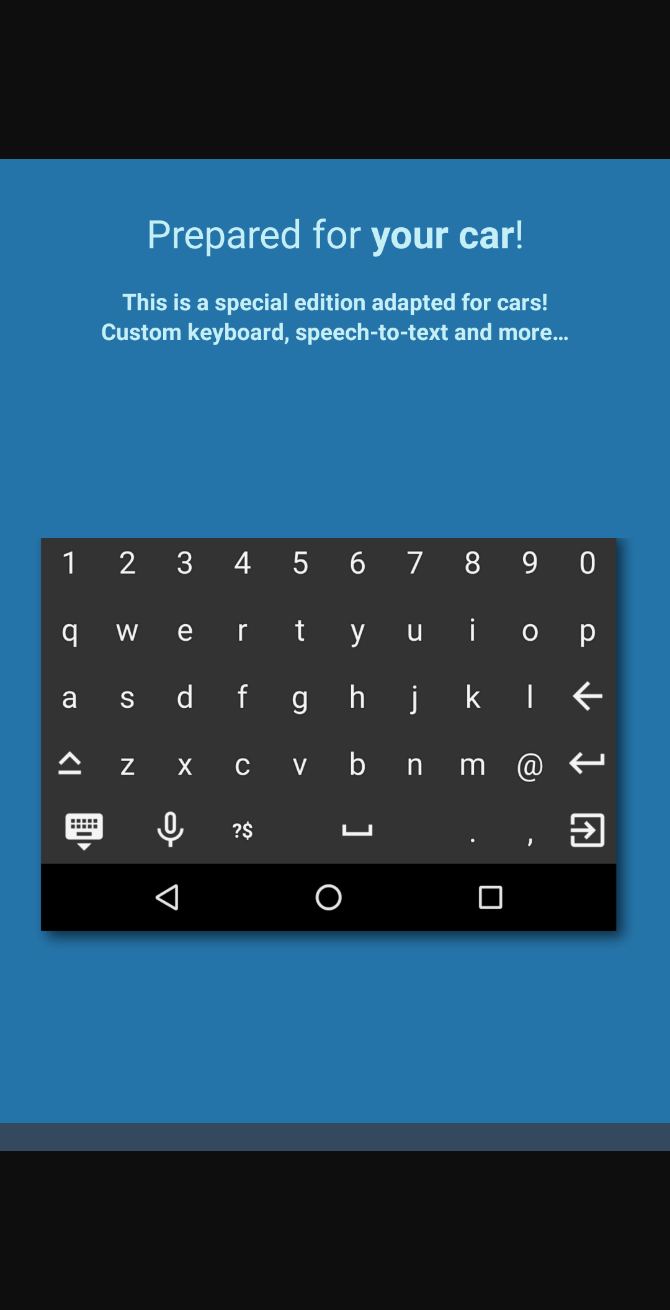 Prepared for your car!
This is a special edition adapted for cars!
Custom keyboard, speech-to-text and more...
1 2 3 4 5 6 7 8 9 0
q w e r t y u i o p
a s d f g h j k l
z x c v b n m @
?$ . ,